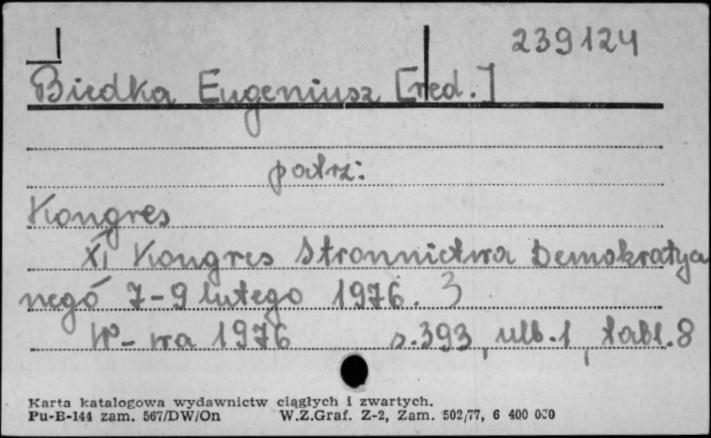 239124
Biedka Eugeniusz [red.]
patrz:
Kongres
XI Kongres Stronnictwa Demokratycz
nego 7-9 lutego 1976. 3
W-wa 1976 s. 393, ulb. 1, tabl. 8
Karta katalogowa wydawnictw ciągłych i zwartych.
Pu-B-144 zam. 567/DW/On W.Z.Graf. Z-2, Zam. 502/77, 6 400 000